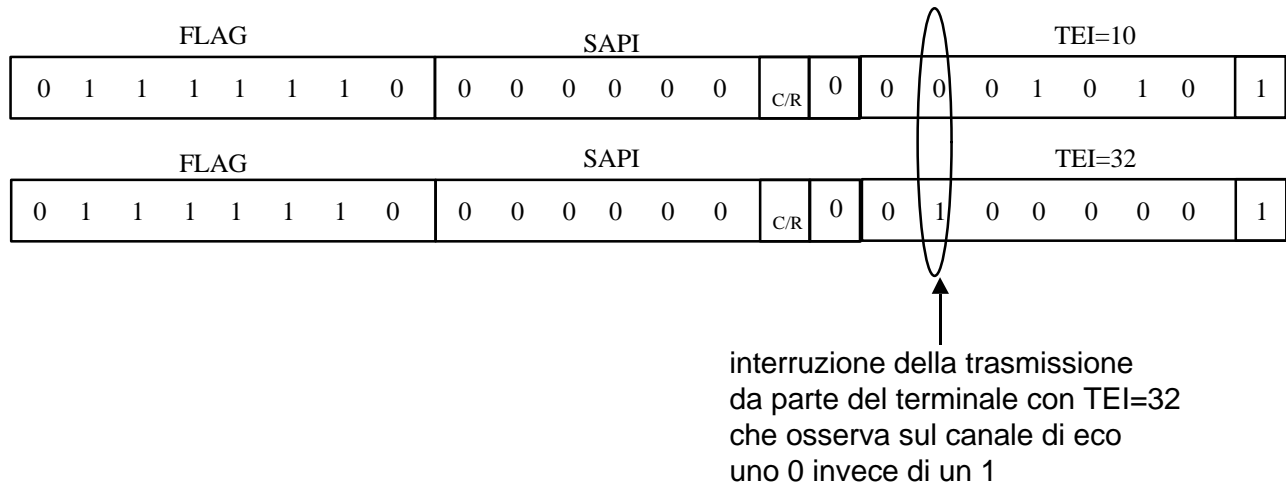 FLAG SAPI TEI=10
0 1 1 1 1 1 1 0 0 0 0 0 0 0 C/R 0 0 0 0 1 0 1 0 1
FLAG SAPI TEI=32
0 1 1 1 1 1 1 0 0 0 0 0 0 0 C/R 0 0 1 0 0 0 0 0 1
interruzione della trasmissione
da parte del terminale con TEI=32
che osserva sul canale di eco
uno 0 invece di un 1